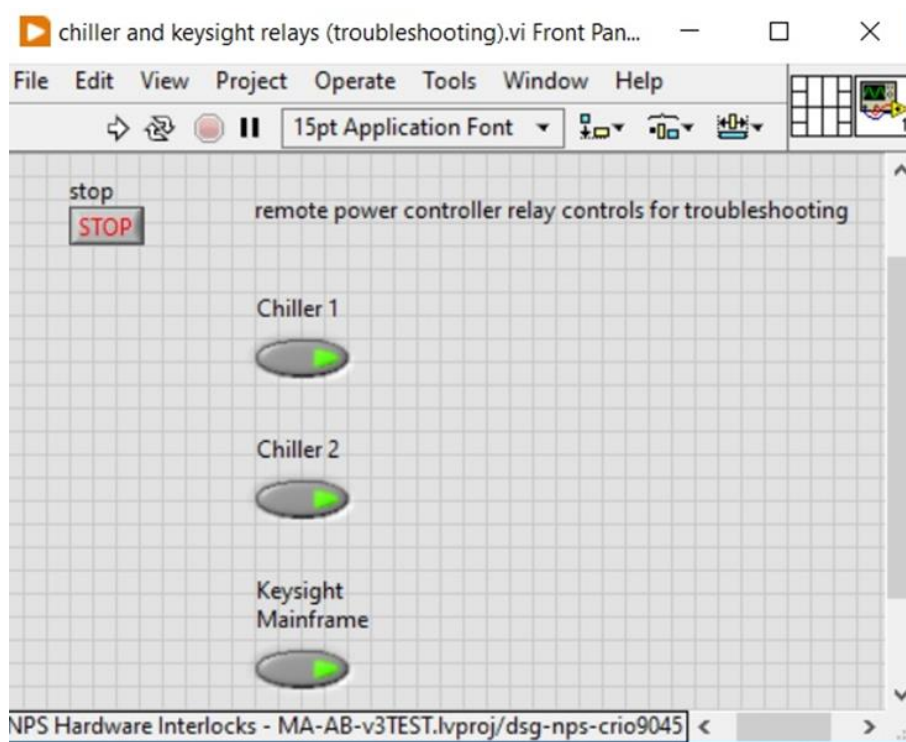 chiller and keysight relays (troubleshooting).vi Front Pan...
File Edit View Project Operate Tools Window Help
15pt Application Font
stop
STOP
remote power controller relay controls for troubleshooting
Chiller 1
Chiller 2
Keysight
Mainframe
NPS Hardware Interlocks - MA-AB-v3TEST.lvproj/dsg-nps-crio9045